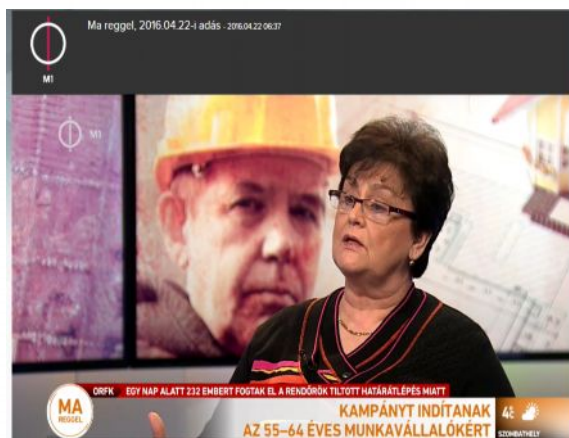 Ma reggel, 2016.04.22-i adás - 2016.04.22 06:37
M1
M1
ORFK EGY NAP ALATT 232 EMBERT FOGTAK EL A RENDŐRÖK TILTOTT HATÁRÁTLÉPÉS MIATT
MA
REGGEL
KAMPÁNYT INDÍTANAK
AZ 55–64 ÉVES MUNKAVÁLLALÓKÉRT
SZOMBATHELY